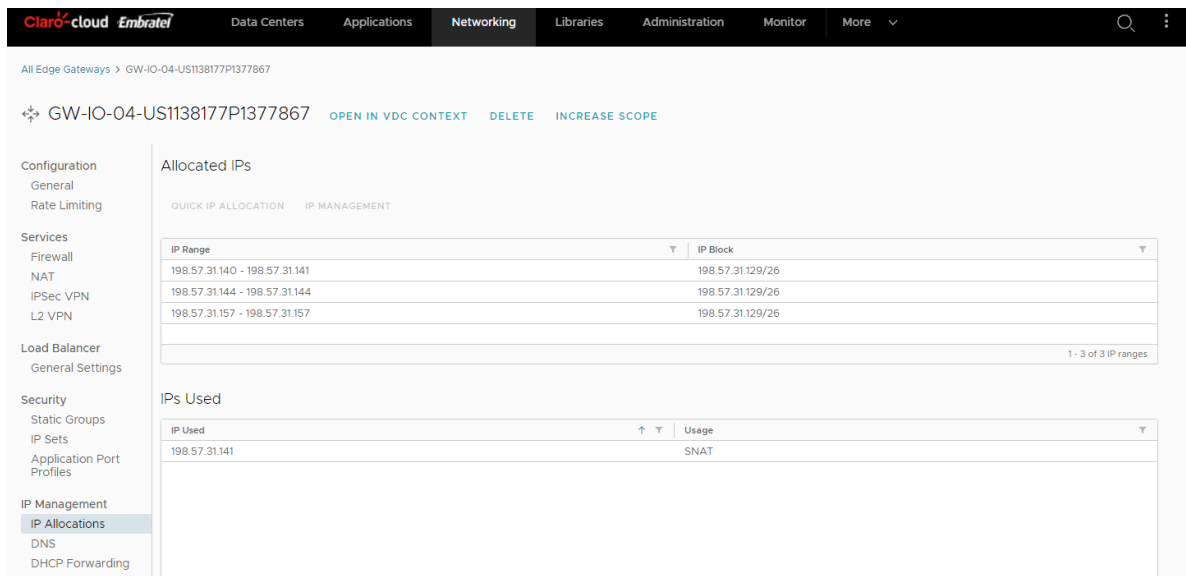 Claro-cloud Embratel Data Centers Applications Networking Libraries Administration Monitor More
All Edge Gateways > GW-IO-04-US1138177P1377867
GW-IO-04-US1138177P1377867 OPEN IN VDC CONTEXT DELETE INCREASE SCOPE
Configuration
General
Rate Limiting
Services
Firewall
NAT
IPSec VPN
L2 VPN
Load Balancer
General Settings
Security
Static Groups
IP Sets
Application Port
Profiles
IP Management
IP Allocations
DNS
DHCP Forwarding
Allocated IPs
QUICK IP ALLOCATION IP MANAGEMENT
IP Range IP Block
198.57.31.140 - 198.57.31.141 198.57.31.129/26
198.57.31.144 - 198.57.31.144 198.57.31.129/26
198.57.31.157 - 198.57.31.157 198.57.31.129/26
1 - 3 of 3 IP ranges
IPs Used
IP Used Usage
198.57.31.141 SNAT